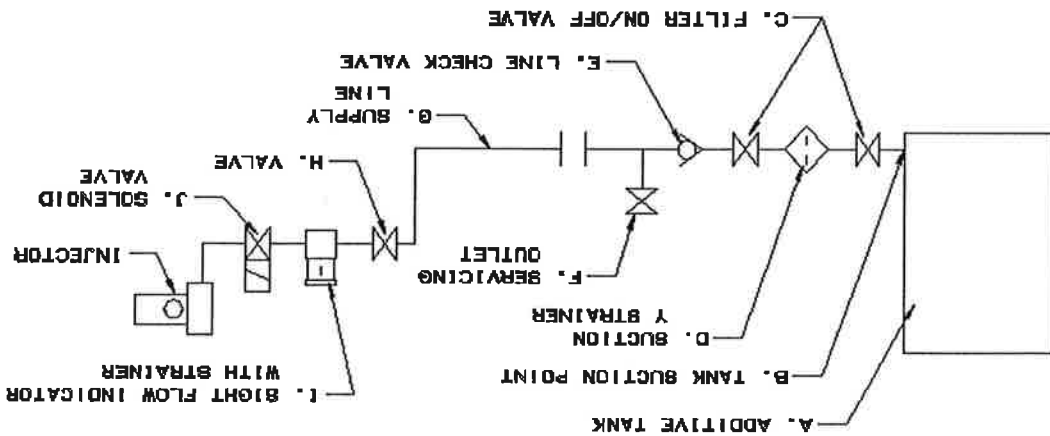 A. ADDITIVE TANK
B. TANK SUCTION POINT
I. SIGHT FLOW INDICATOR
WITH STRAINER
D. SUCTION
Y STRAINER
INJECTOR
F. SERVICING
OUTLET
J. SOLENOID
VALVE
H. VALVE
G. SUPPLY
LINE
E. LINE CHECK VALVE
C. FILTER ON/OFF VALVE